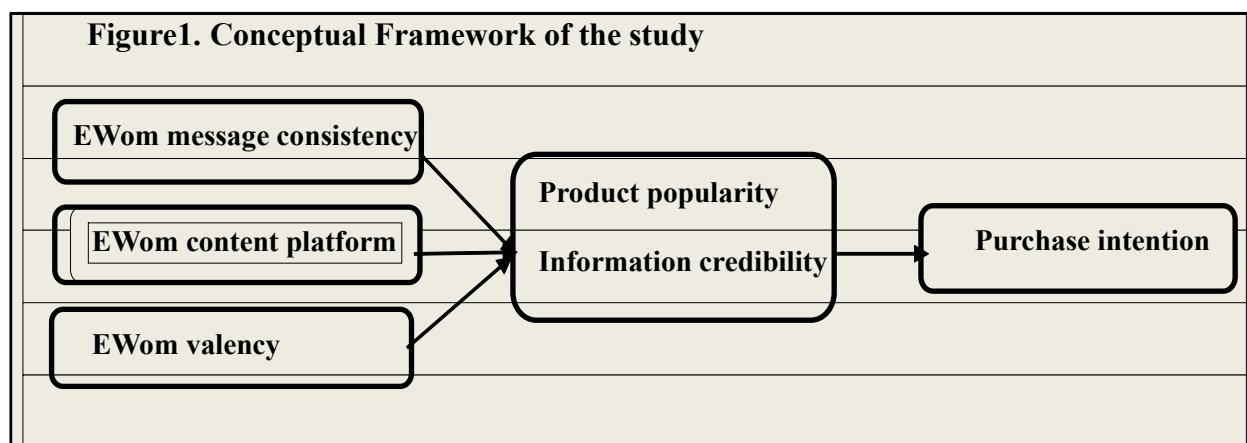 Figure1. Conceptual Framework of the study
EWom message consistency
EWom content platform
EWom valency
Product popularity
Information credibility
Purchase intention